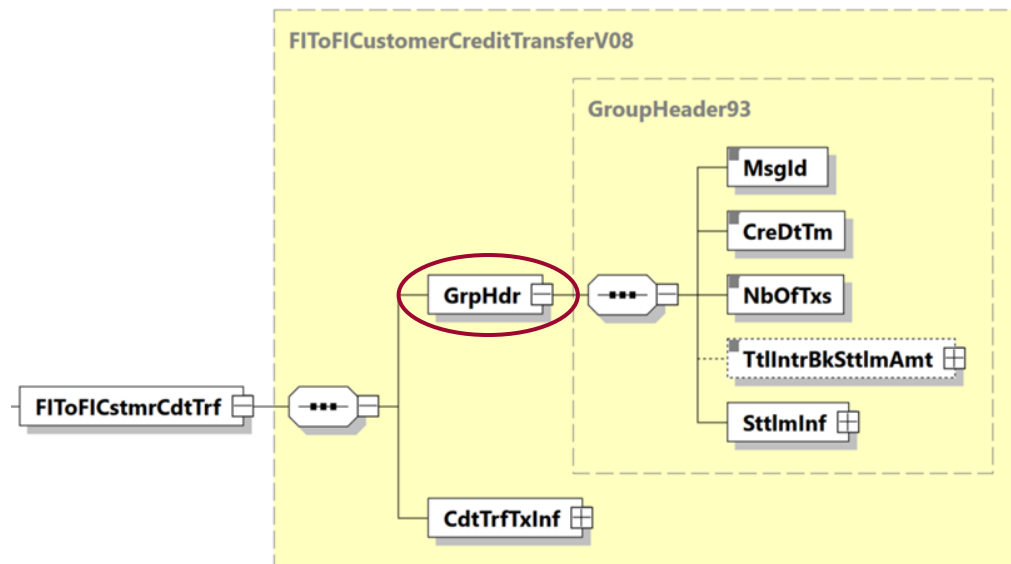 FIToFICustomerCreditTransferV08
GroupHeader93
MsgId
CreDtTm
GrpHdr
NbOfTxs
TtlIntrBkSttlmAmt
FIToFICstmrCdtTrf
SttlmInf
CdtTrfTxInf